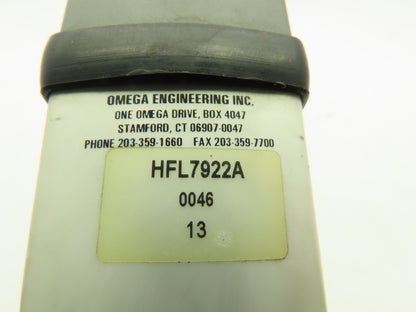 OMEGA ENGINEERING INC.
ONE OMEGA DRIVE, BOX 4047
STAMFORD, CT 06907-0047
PHONE 203-359-1660 FAX 203-359-7700
HFL7922A
0046
13